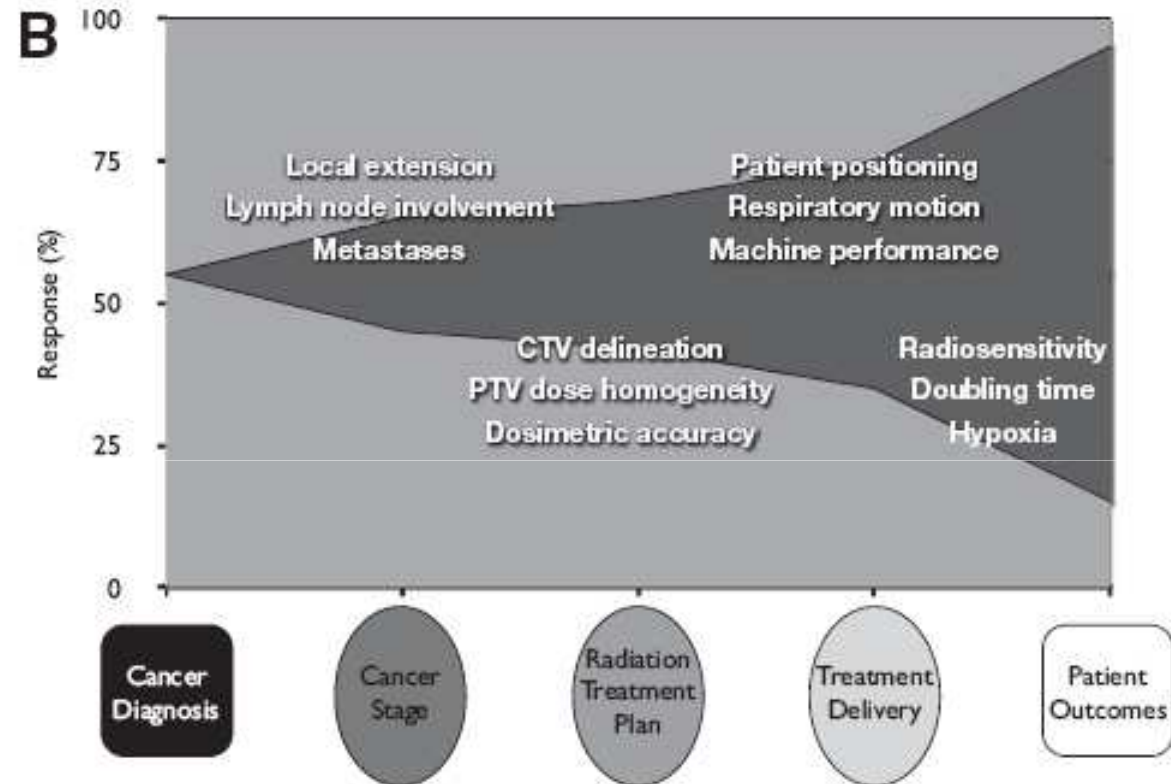 B
100
75
50
25
0
Response (%)
Local extension
Lymph node involvement
Metastases
Patient positioning
Respiratory motion
Machine performance
CTV delineation
PTV dose homogeneity
Dosimetric accuracy
Radiosensitivity
Doubling time
Hypoxia
Cancer
Diagnosis
Cancer
Stage
Radiation
Treatment
Plan
Treatment
Delivery
Patient
Outcomes